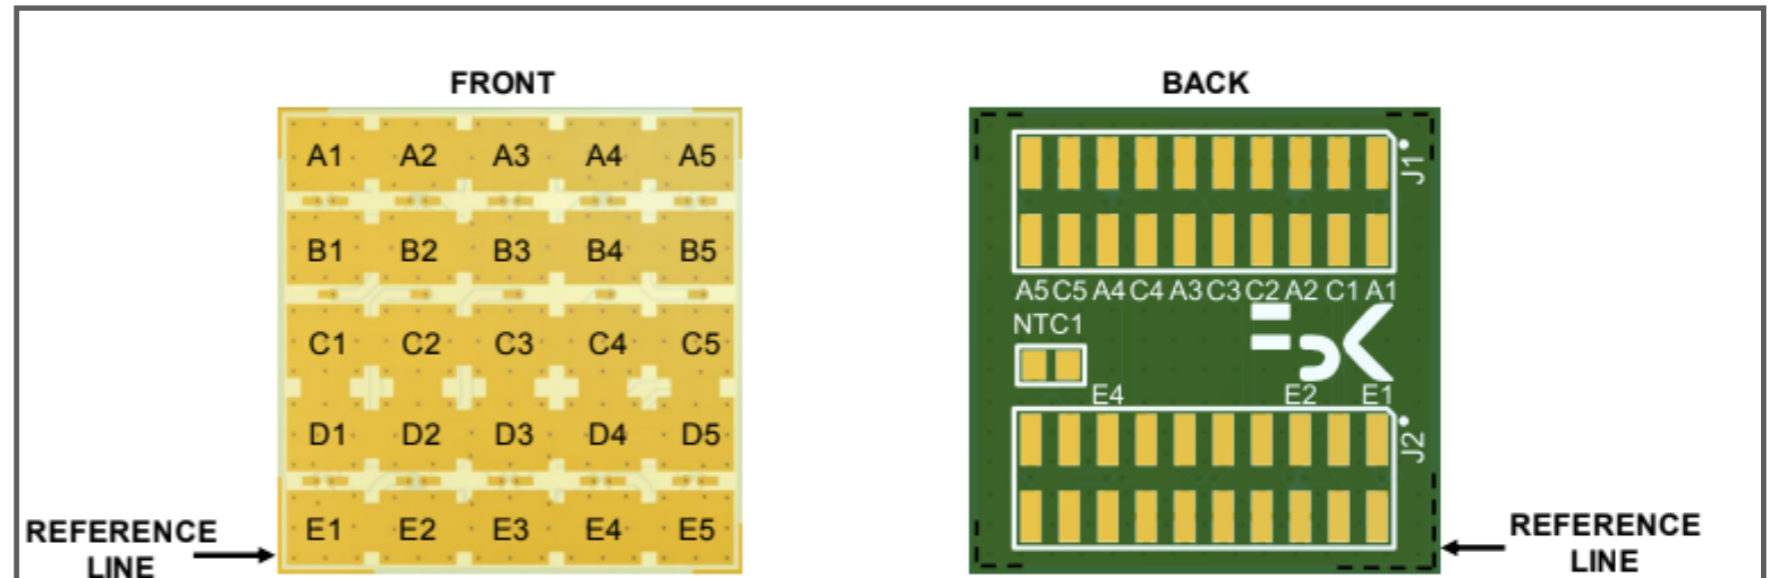 FRONT
BACK
A1 A2 A3 A4 A5
B1 B2 B3 B4 B5
C1 C2 C3 C4 C5
D1 D2 D3 D4 D5
E1 E2 E3 E4 E5
REFERENCE
LINE
J1
A5 C5 A4 C4 A3 C3 C2 A2 C1 A1
NTC1
E4 E2 E1
J2
REFERENCE
LINE